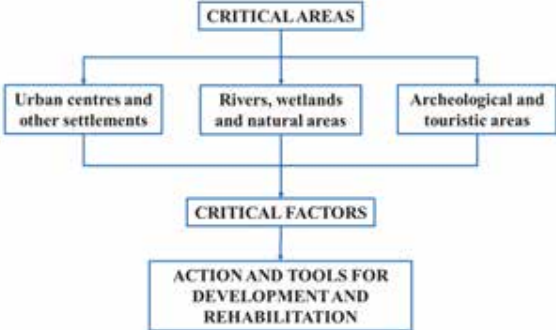 CRITICAL AREAS
Urban centres and
other settlements
Rivers, wetlands
and natural areas
Archeological and
touristic areas
CRITICAL FACTORS
ACTION AND TOOLS FOR
DEVELOPMENT AND
REHABILITATION